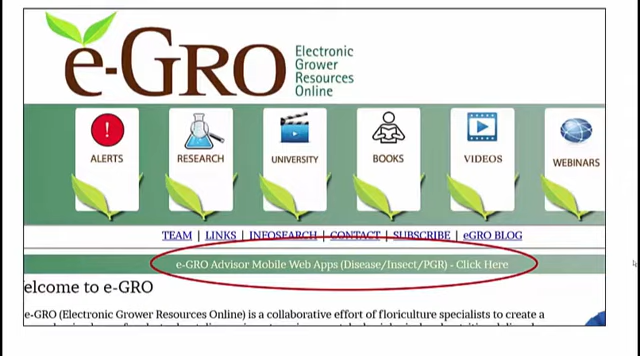 e-GRO
Electronic
Grower
Resources
Online
ALERTS
RESEARCH
UNIVERSITY
BOOKS
VIDEOS
WEBINARS
TEAM | LINKS | INFOSEARCH | CONTACT | SUBSCRIBE | eGRO BLOG
e-GRO Advisor Mobile Web Apps (Disease/Insect/PGR) - Click Here
elcome to e-GRO
e-GRO (Electronic Grower Resources Online) is a collaborative effort of floriculture specialists to create a